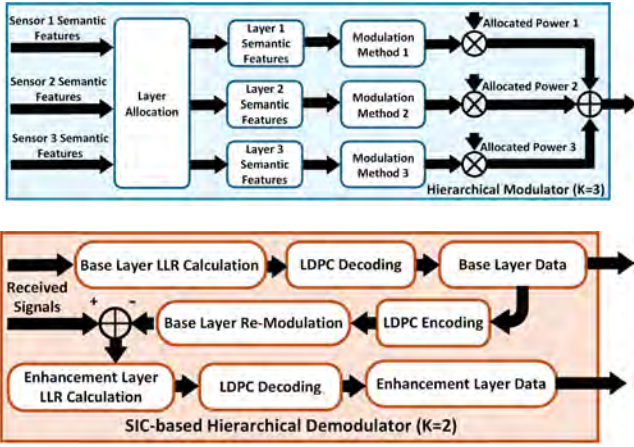 Sensor 1 Semantic
Features
Layer 1
Semantic
Features
Modulation
Method 1
Allocated Power 1
Sensor 2 Semantic
Features
Layer
Allocation
Layer 2
Semantic
Features
Modulation
Method 2
Allocated Power 2
Sensor 3 Semantic
Features
Layer 3
Semantic
Features
Modulation
Method 3
Allocated Power 3
Hierarchical Modulator (K=3)
Base Layer LLR Calculation
LDPC Decoding
Base Layer Data
Received
Signals
+
−
Base Layer Re-Modulation
LDPC Encoding
Enhancement Layer
LLR Calculation
LDPC Decoding
Enhancement Layer Data
SIC-based Hierarchical Demodulator (K=2)